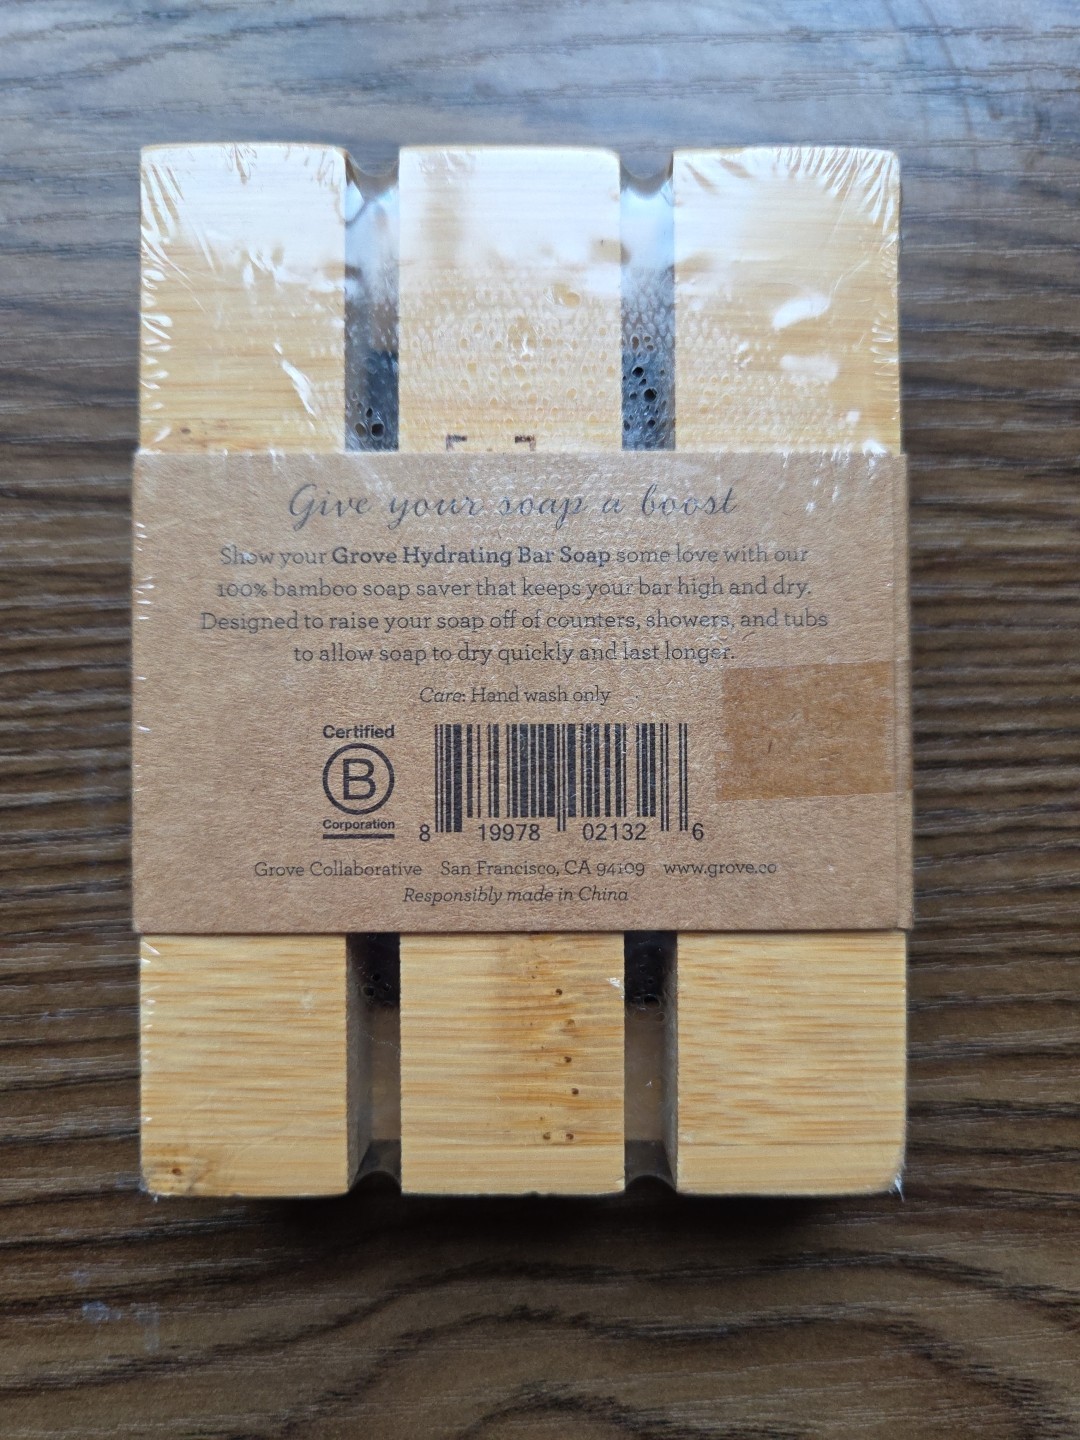 Give your soap a boost
Show your Grove Hydrating Bar Soap some love with our
100% bamboo soap saver that keeps your bar high and dry.
Designed to raise your soap off of counters, showers, and tubs
to allow soap to dry quickly and last longer.
Care: Hand wash only
Certified
B
Corporation
8 19978 02132 6
Grove Collaborative San Francisco, CA 94109 www.grove.co
Responsibly made in China